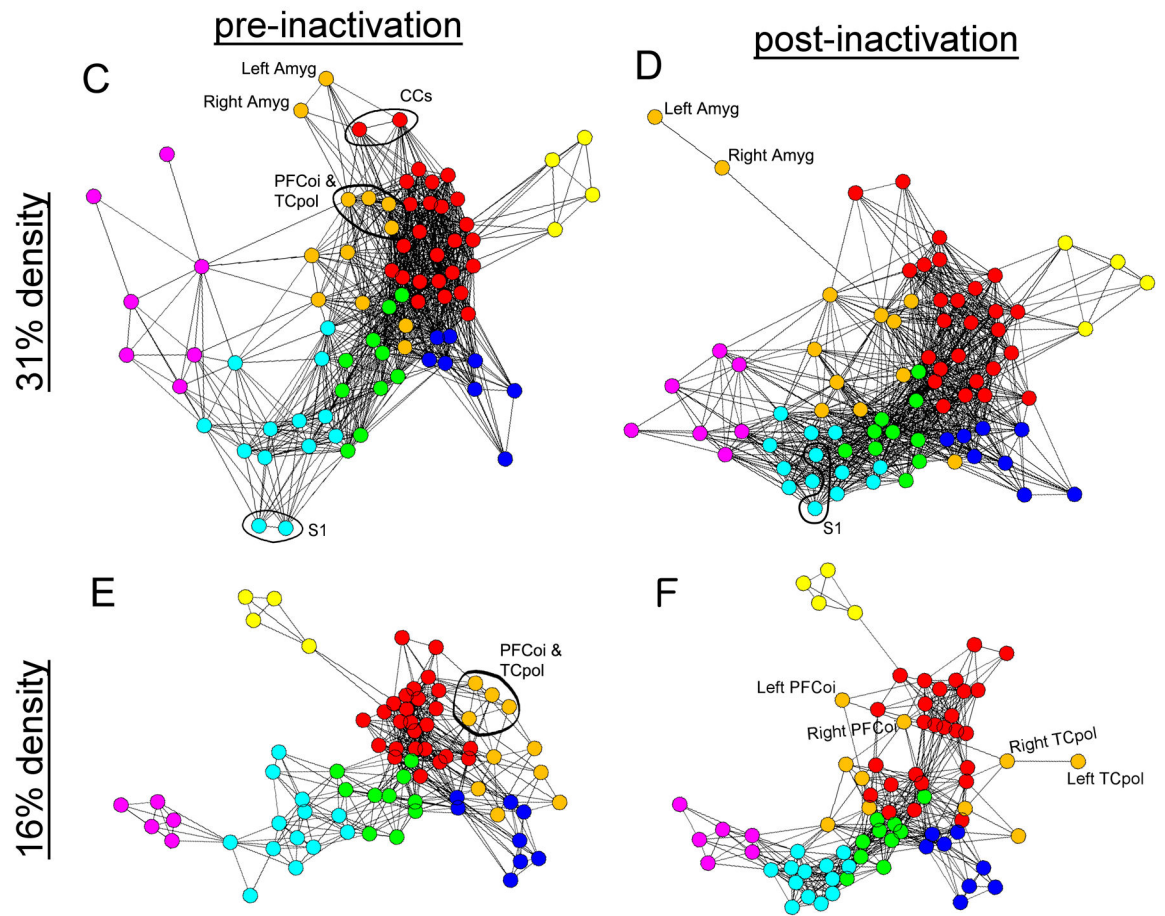 pre-inactivation
post-inactivation
31% density
C
Left Amyg
Right Amyg
CCs
PFCoi &
TCpol
S1
D
Left Amyg
Right Amyg
S1
16% density
E
PFCoi &
TCpol
F
Left PFCoi
Right PFCoi
Right TCpol
Left TCpol